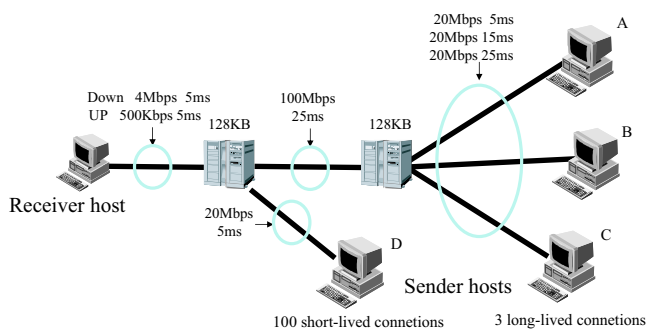 20Mbps 5ms
20Mbps 15ms
20Mbps 25ms
A
Down 4Mbps 5ms
UP 500Kbps 5ms
128KB
100Mbps
25ms
128KB
B
Receiver host
20Mbps
5ms
D
C
Sender hosts
100 short-lived connetions
3 long-lived connetions